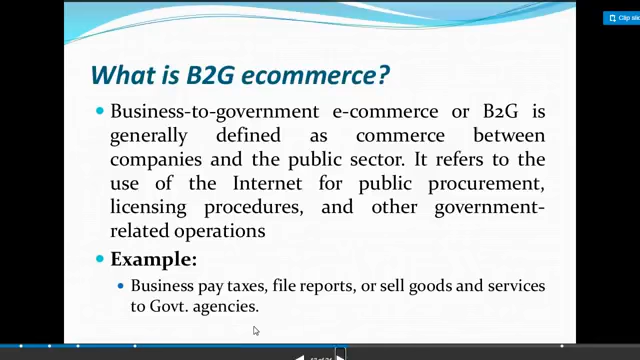 Clip slid
What is B2G ecommerce?
Business-to-government e-commerce or B2G is
generally defined as commerce between
companies and the public sector. It refers to the
use of the Internet for public procurement,
licensing procedures, and other government-
related operations
Example:
Business pay taxes, file reports, or sell goods and services
to Govt. agencies.